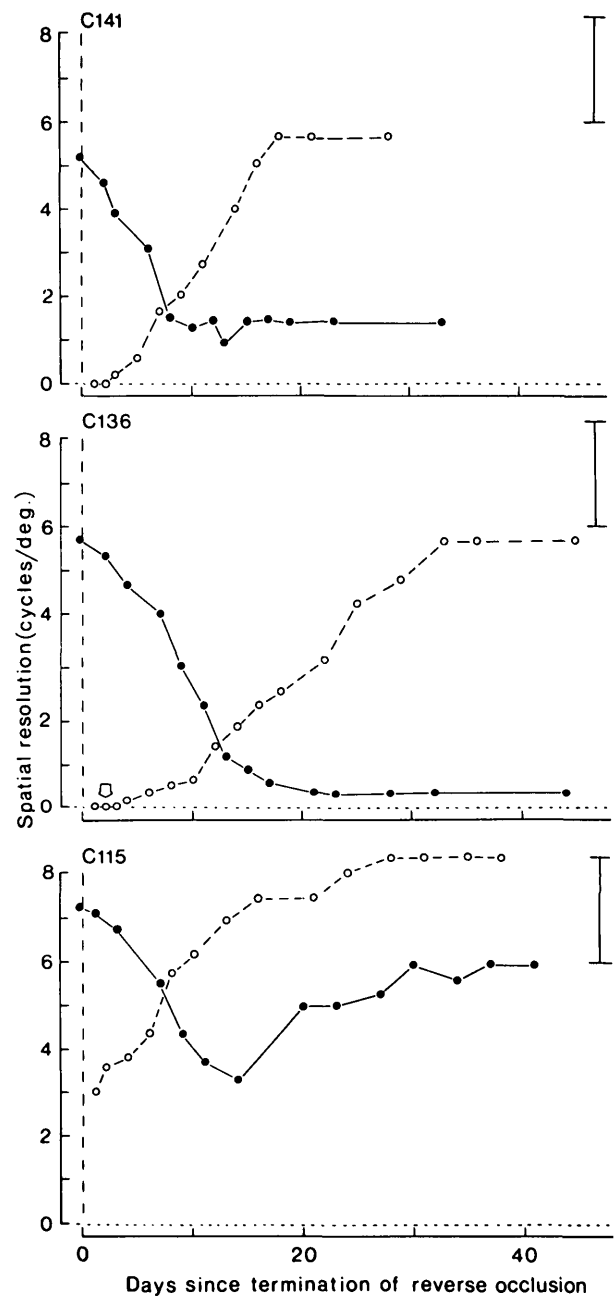 C141
8
6
4
2
0
C136
8
6
4
2
0
Spatial resolution (cycles/deg.)
C115
8
6
4
2
0
0 20 40
Days since termination of reverse occlusion